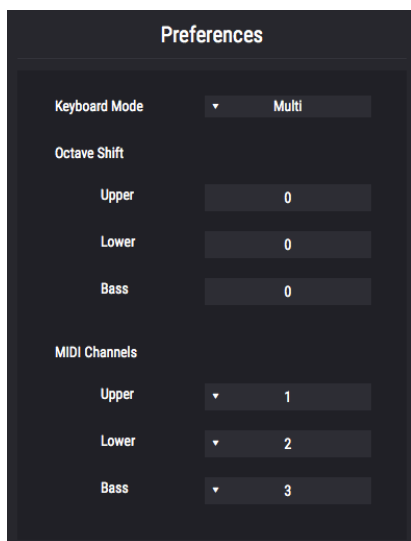 Preferences
Keyboard Mode Multi
Octave Shift
Upper 0
Lower 0
Bass 0
MIDI Channels
Upper 1
Lower 2
Bass 3